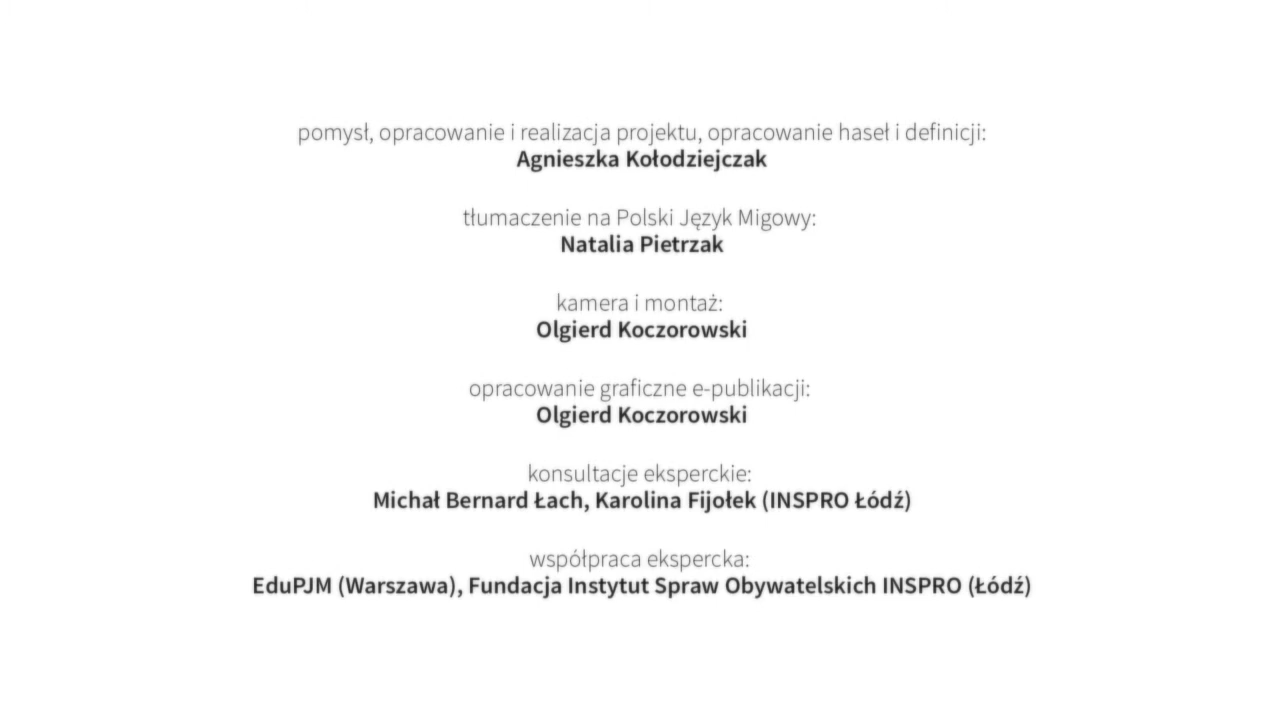 pomysł, opracowanie i realizacja projektu, opracowanie haseł i definicji:
Agnieszka Kołodziejczak
tłumaczenie na Polski Język Migowy:
Natalia Pietrzak
kamera i montaż:
Olgierd Koczorowski
opracowanie graficzne e-publikacji:
Olgierd Koczorowski
konsultacje eksperckie:
Michał Bernard Łach, Karolina Fijołek (INSPRO Łódź)
współpraca ekspercka:
EduPJM (Warszawa), Fundacja Instytut Spraw Obywatelskich INSPRO (Łódź)